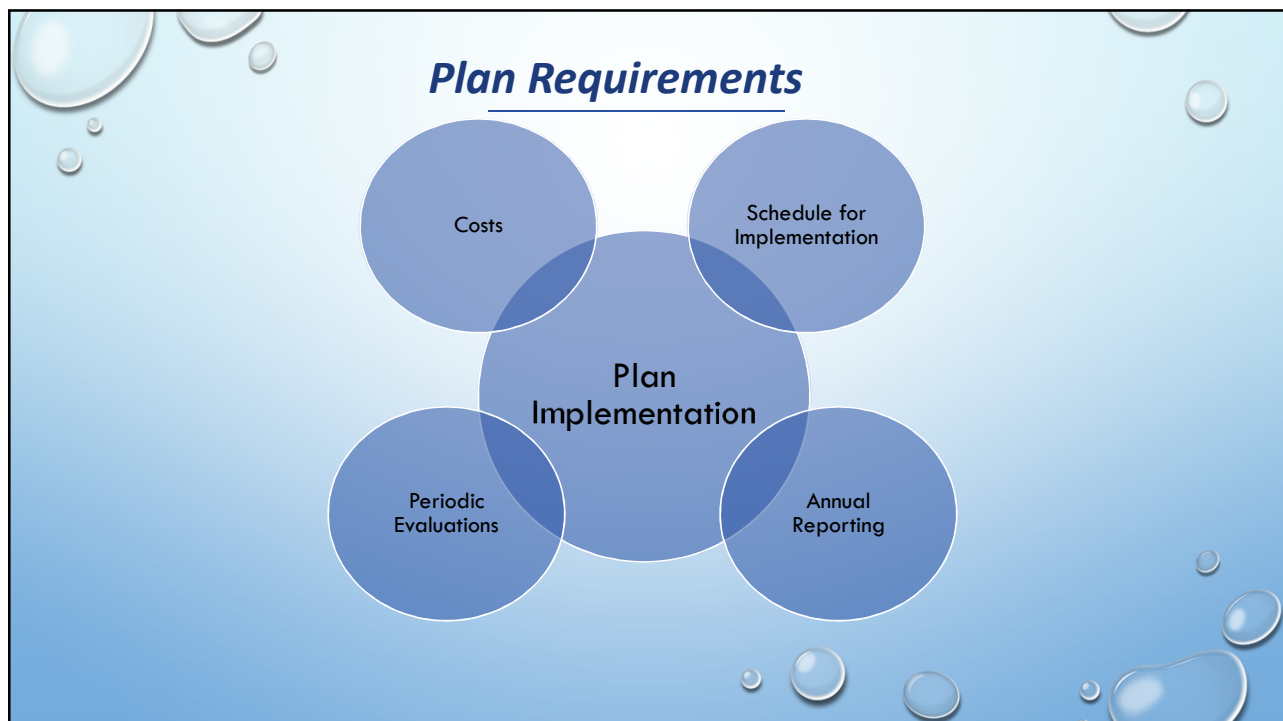 Plan Requirements
Costs
Schedule for
Implementation
Plan
Implementation
Periodic
Evaluations
Annual
Reporting